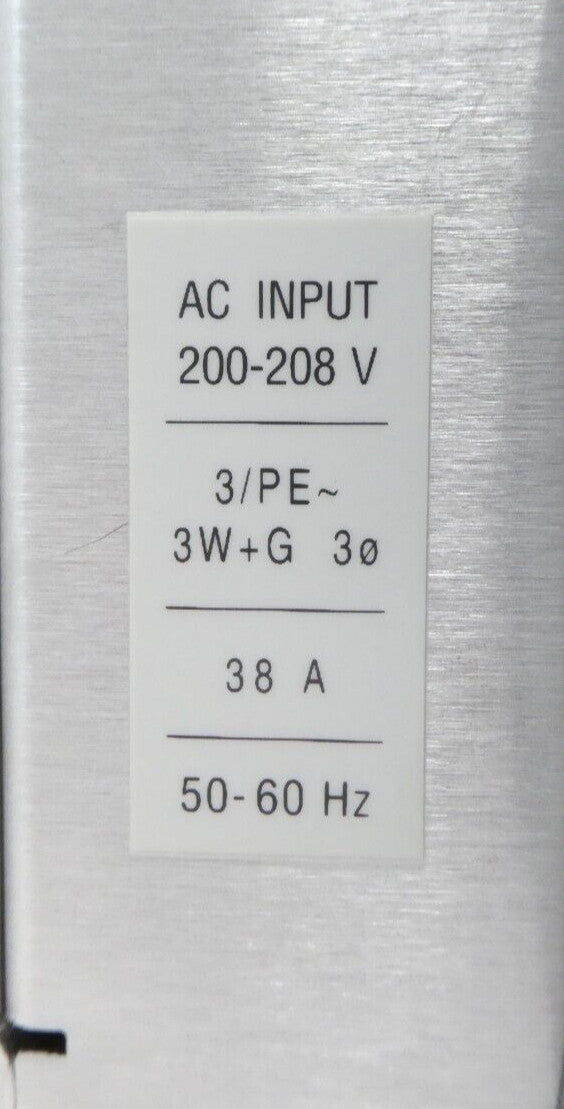 AC INPUT
200-208 V
3/PE~
3W+G 3ø
38 A
50-60 Hz